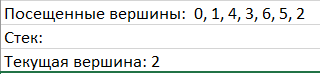 Посещенные вершины:  0, 1, 4, 3, 6, 5, 2
Стек:
Текущая вершина: 2